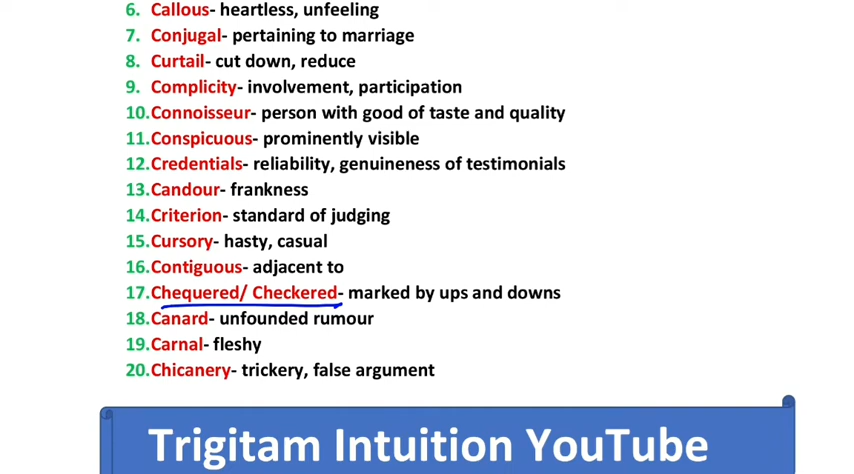 6. Callous- heartless, unfeeling
7. Conjugal- pertaining to marriage
8. Curtail- cut down, reduce
9. Complicity- involvement, participation
10. Connoisseur- person with good of taste and quality
11. Conspicuous- prominently visible
12. Credentials- reliability, genuineness of testimonials
13. Candour- frankness
14. Criterion- standard of judging
15. Cursory- hasty, casual
16. Contiguous- adjacent to
17. Chequered/ Checkered- marked by ups and downs
18. Canard- unfounded rumour
19. Carnal- fleshy
20. Chicanery- trickery, false argument
Trigitam Intuition YouTube